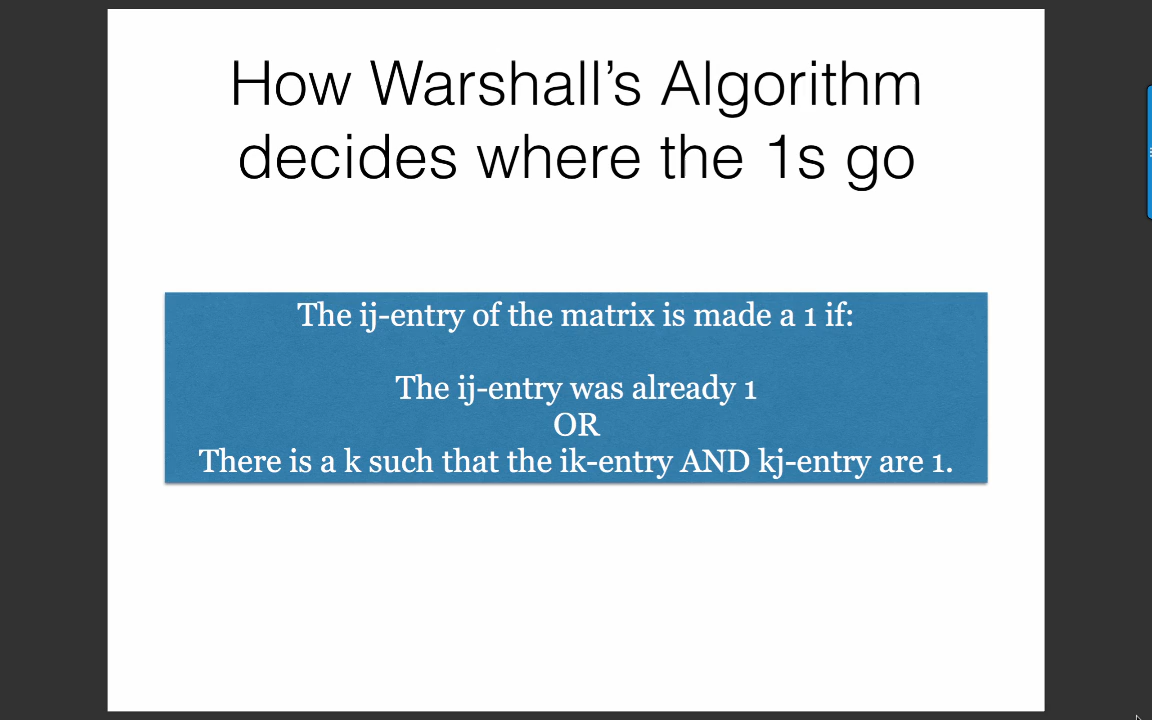 How Warshall’s Algorithm
decides where the 1s go
The ij-entry of the matrix is made a 1 if:
The ij-entry was already 1
OR
There is a k such that the ik-entry AND kj-entry are 1.